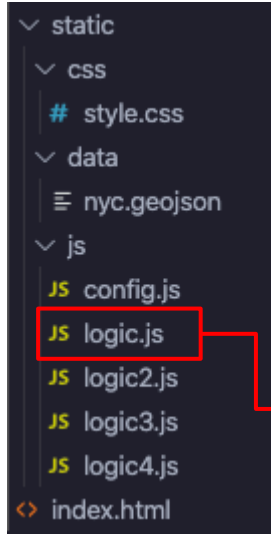 static
css
# style.css
data
nyc.geojson
js
JS config.js
JS logic.js
JS logic2.js
JS logic3.js
JS logic4.js
<> index.html